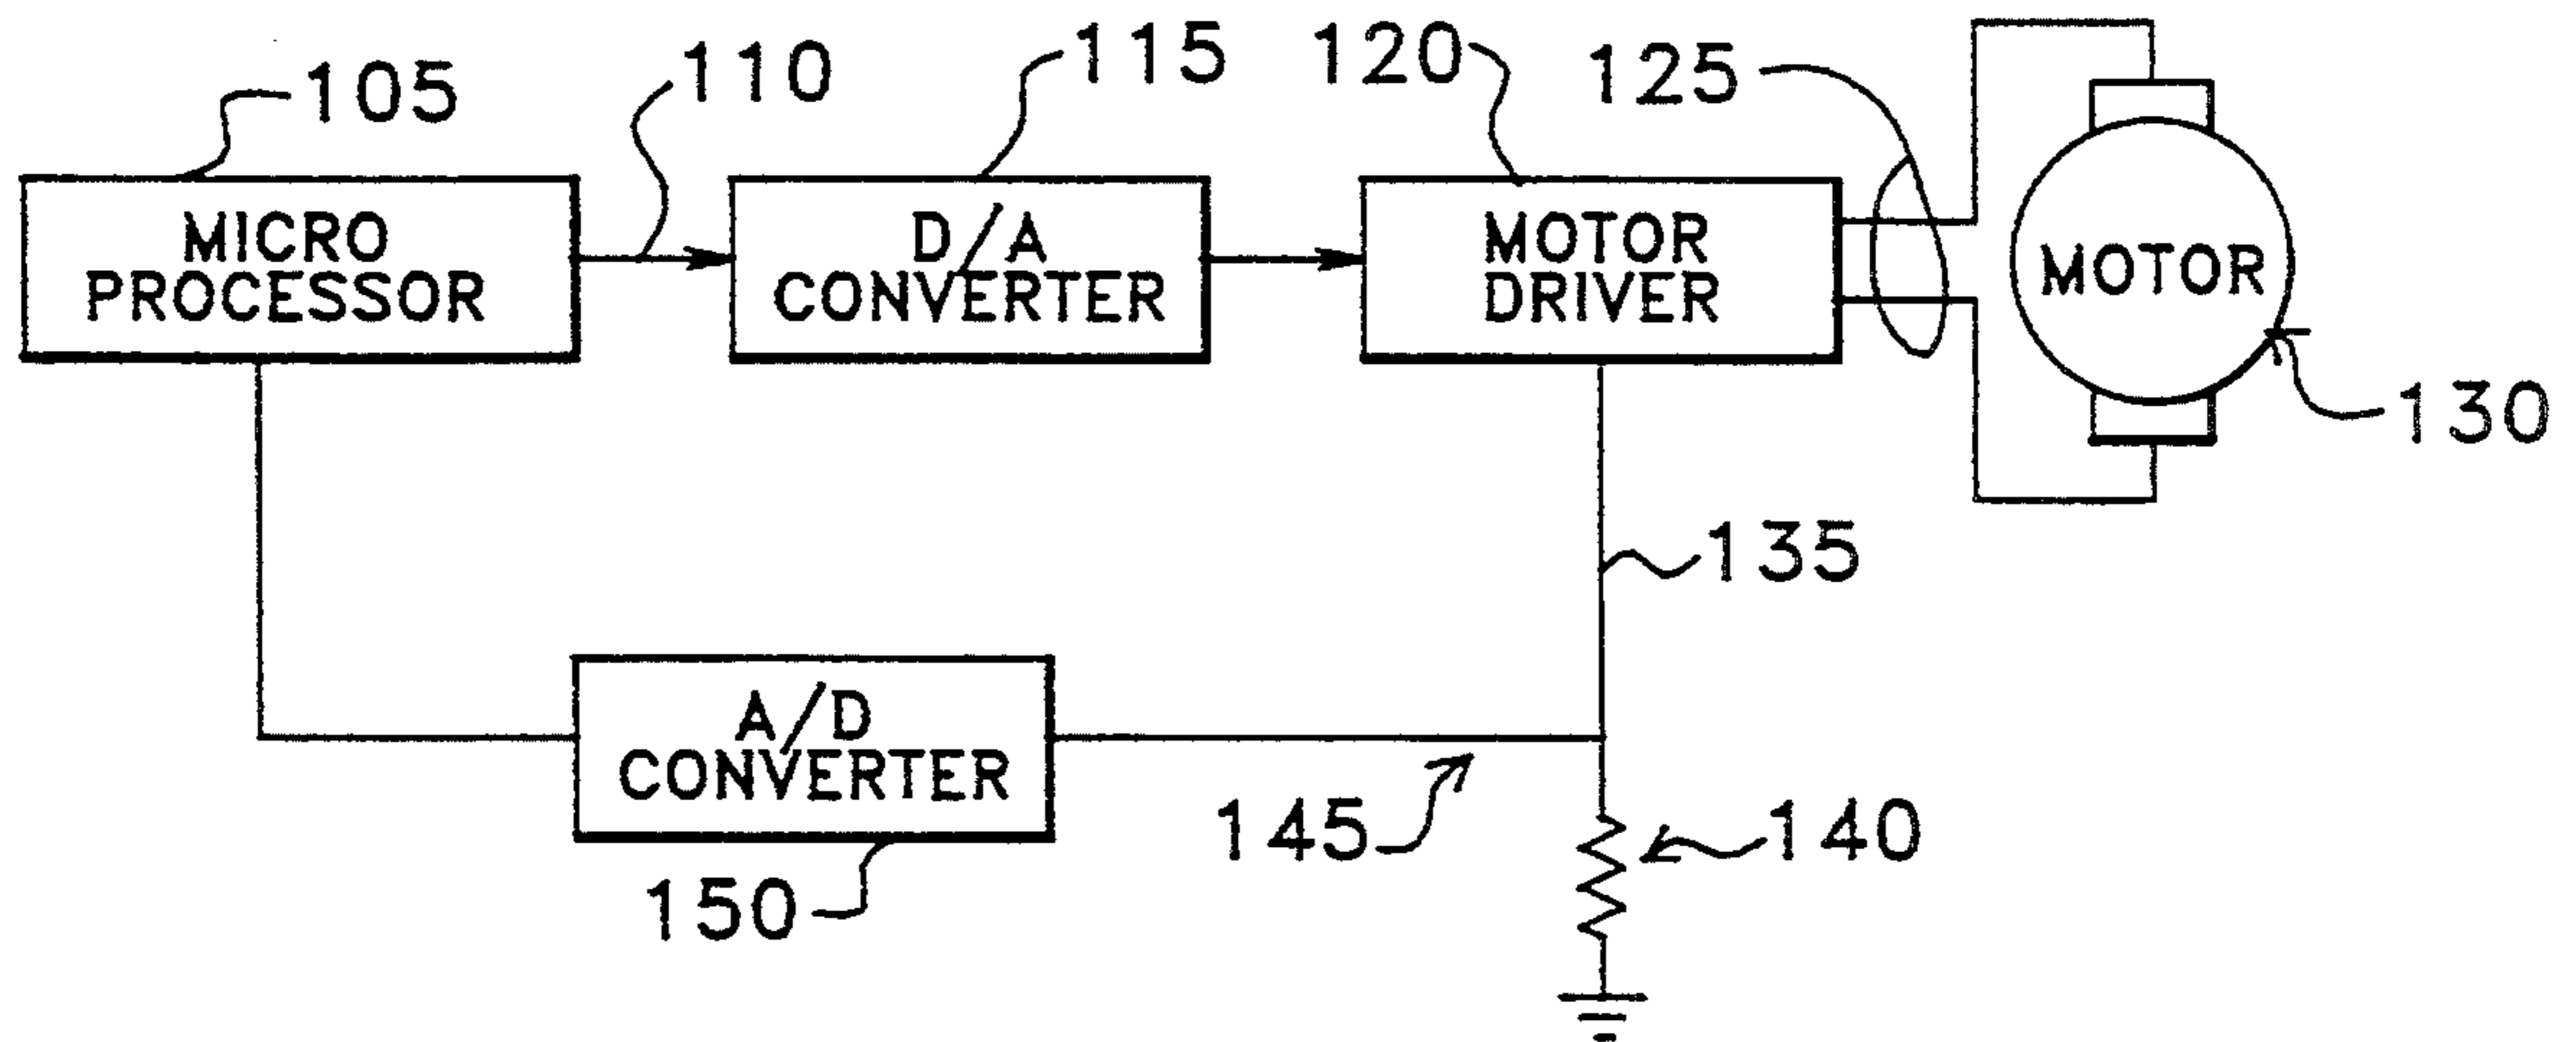 105
110
115
120
125
MICRO
PROCESSOR
D/A
CONVERTER
MOTOR
DRIVER
MOTOR
130
135
A/D
CONVERTER
145
140
150